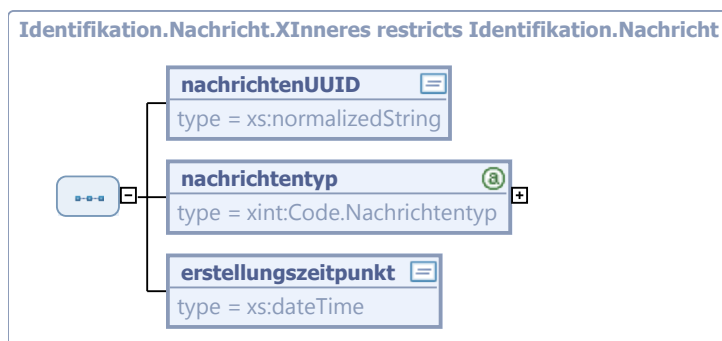 Identifikation.Nachricht.XInneres restricts Identifikation.Nachricht
nachrichtenUUID
type = xs:normalizedString
nachrichtentyp
type = xint:Code.Nachrichtentyp
erstellungszeitpunkt
type = xs:dateTime